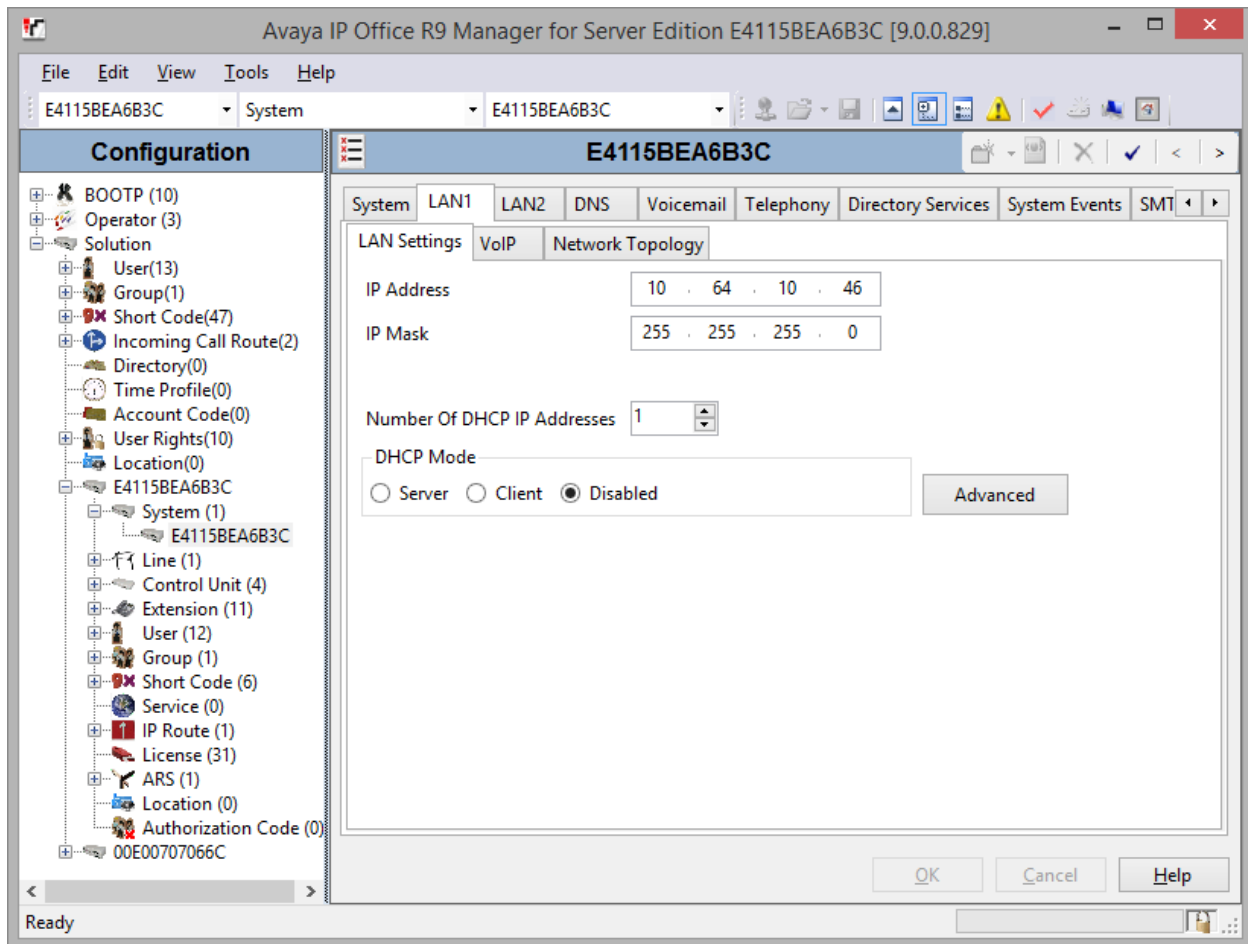 Avaya IP Office R9 Manager for Server Edition E4115BEA6B3C [9.0.0.829]
File Edit View Tools Help
E4115BEA6B3C System E4115BEA6B3C
Configuration
E4115BEA6B3C
BOOTP (10)
Operator (3)
Solution
User(13)
Group(1)
Short Code(47)
Incoming Call Route(2)
Directory(0)
Time Profile(0)
Account Code(0)
User Rights(10)
Location(0)
E4115BEA6B3C
System (1)
E4115BEA6B3C
Line (1)
Control Unit (4)
Extension (11)
User (12)
Group (1)
Short Code (6)
Service (0)
IP Route (1)
License (31)
ARS (1)
Location (0)
Authorization Code (0)
00E00707066C
System LAN1 LAN2 DNS Voicemail Telephony Directory Services System Events SMT
LAN Settings VoIP Network Topology
IP Address 10 . 64 . 10 . 46
IP Mask 255 . 255 . 255 . 0
Number Of DHCP IP Addresses 1
DHCP Mode
Server Client Disabled
Advanced
OK Cancel Help
Ready